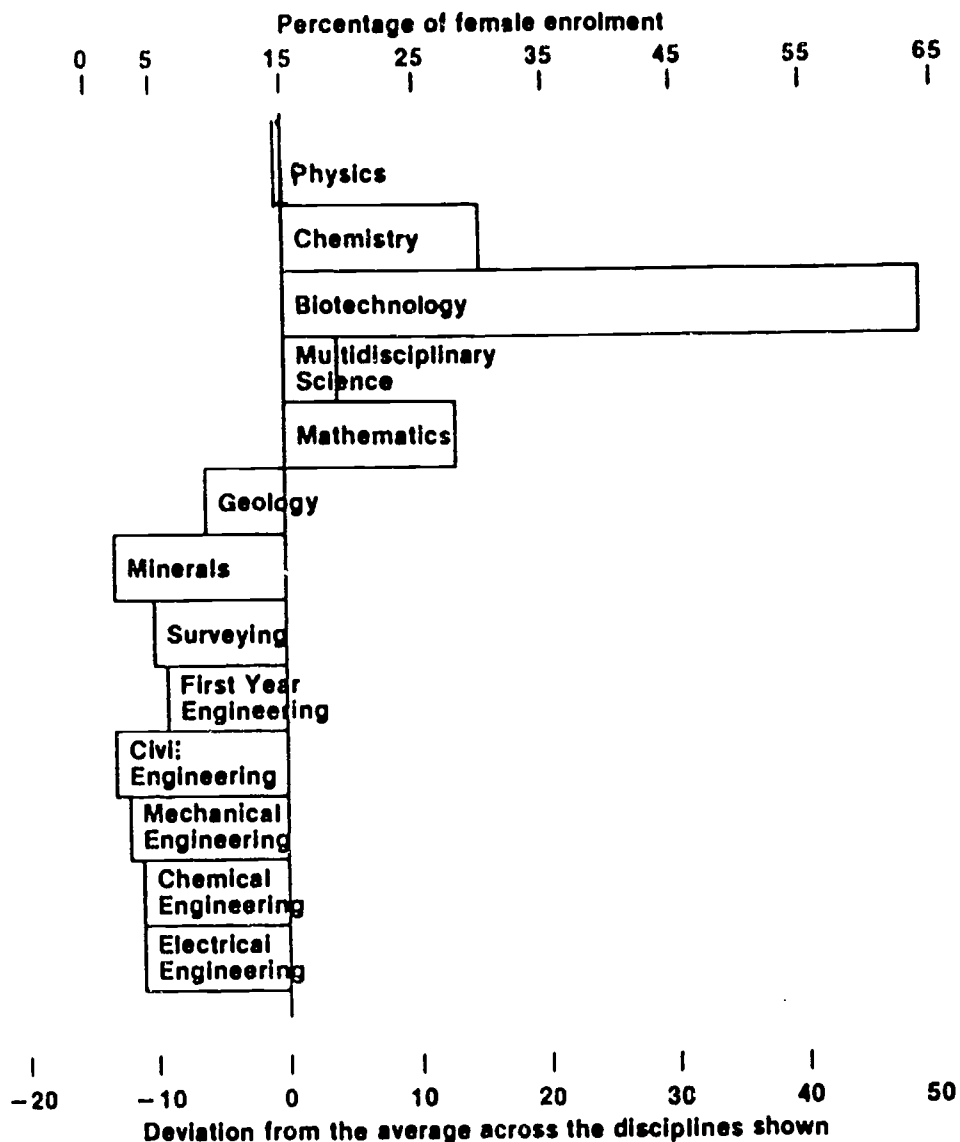 Percentage of female enrolment
0 5 15 25 35 45 55 65
Physics
Chemistry
Biotechnology
Multidisciplinary
Science
Mathematics
Geology
Minerals
Surveying
First Year
Engineering
Civil
Engineering
Mechanical
Engineering
Chemical
Engineering
Electrical
Engineering
-20 -10 0 10 20 30 40 50
Deviation from the average across the disciplines shown